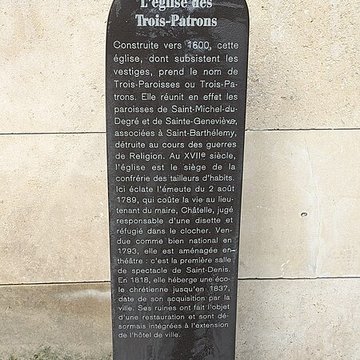 L'église des
Trois-Patrons
Construite vers 1600, cette
église, dont subsistent les
vestiges, prend le nom de
Trois-Paroisses ou Trois-Pa-
trons. Elle réunit en effet les
paroisses de Saint-Michel-du-
Degré et de Sainte-Geneviève,
associées à Saint-Barthélemy,
détruite au cours des guerres
de Religion. Au XVIIe siècle,
l'église est le siège de la
confrérie des tailleurs d'habits.
Ici éclate l'émeute du 2 août
1789, qui coûte la vie au lieu-
tenant du maire, Châtelle, jugé
responsable d'une disette et
réfugié dans le clocher. Ven-
due comme bien national en
1793, elle est aménagée en
théâtre : c'est la première salle
de spectacle de Saint-Denis.
En 1818, elle héberge une éco-
le chrétienne jusqu'en 1837,
date de son acquisition par la
ville. Ses ruines ont fait l'objet
d'une restauration et sont dé-
sormais intégrées à l'extension
de l'hôtel de ville.